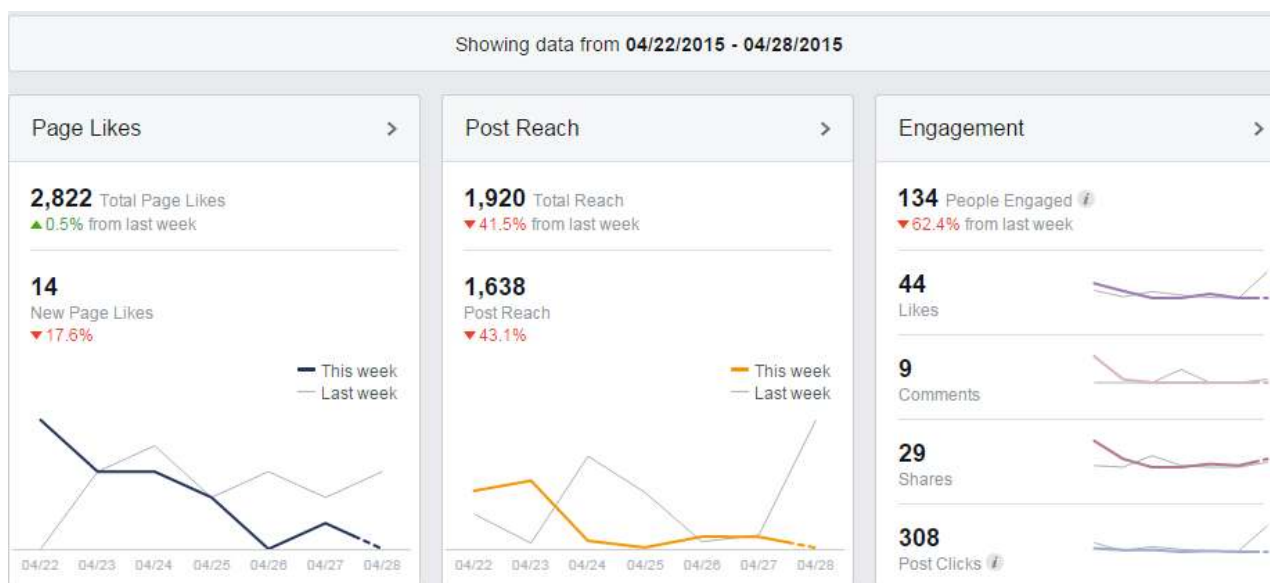 Showing data from 04/22/2015 - 04/28/2015
Page Likes
2,822 Total Page Likes
0.5% from last week
14
New Page Likes
17.6%
This week
Last week
04/22 04/23 04/24 04/25 04/26 04/27 04/28
Post Reach
1,920 Total Reach
41.5% from last week
1,638
Post Reach
43.1%
This week
Last week
04/22 04/23 04/24 04/25 04/26 04/27 04/28
Engagement
134 People Engaged i
62.4% from last week
44
Likes
9
Comments
29
Shares
308
Post Clicks i